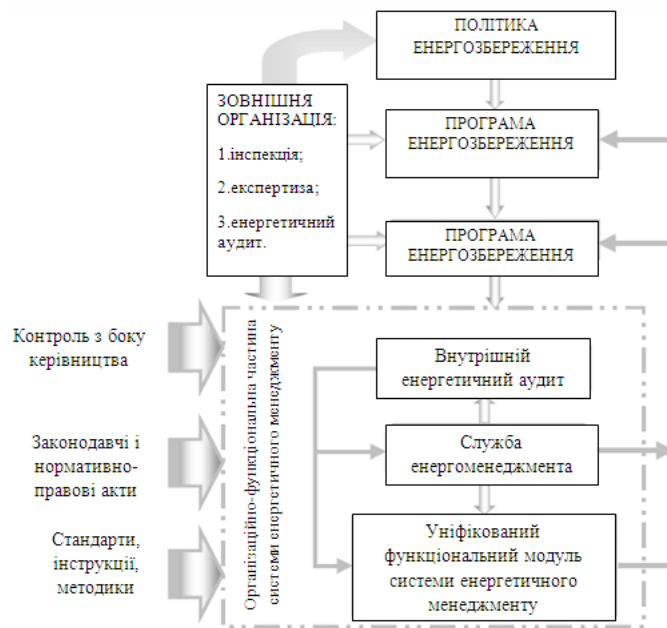 ПОЛІТИКА
ЕНЕРГОЗБЕРЕЖЕННЯ
ЗОВНІШНЯ
ОРГАНІЗАЦІЯ:
1.інспекція;
2.експертиза;
3.енергетичний
аудит.
ПРОГРАМА
ЕНЕРГОЗБЕРЕЖЕННЯ
ПРОГРАМА
ЕНЕРГОЗБЕРЕЖЕННЯ
Контроль з боку
керівництва
Законодавчі і
нормативно-
правові акти
Стандарти,
інструкції,
методики
Організаційно-функціональна частина
системи енергетичного менеджменту
Внутрішній
енергетичний аудит
Служба
енергоменеджмента
Уніфікований
функціональний модуль
системи енергетичного
менеджменту